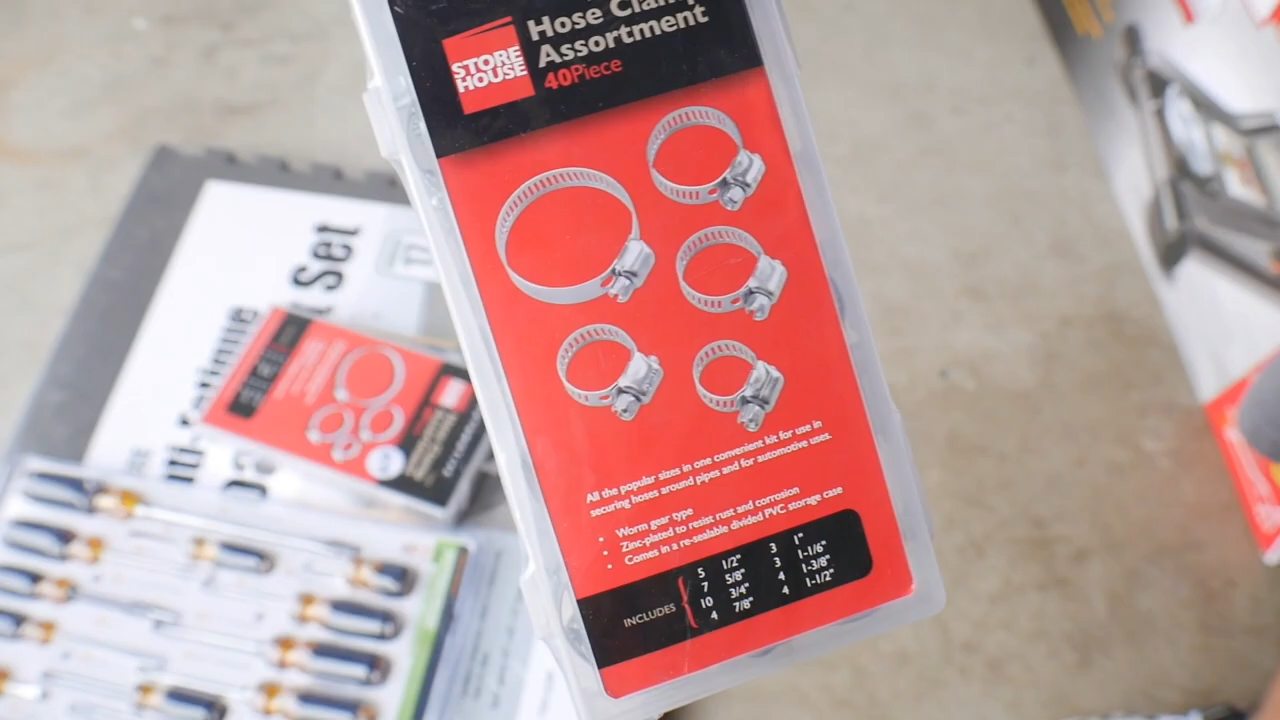 Hose Clamp
Assortment
40Piece
STORE
HOUSE
All the popular sizes in one convenient kit for use in
securing hoses around pipes and for automotive uses.
• Worm gear type
• Zinc-plated to resist rust and corrosion
• Comes in a re-sealable divided PVC storage case
INCLUDES
5 1/2" 3 1"
7 5/8" 3 1-1/6"
10 3/4" 4 1-3/8"
4 7/8" 4 1-1/2"
Set